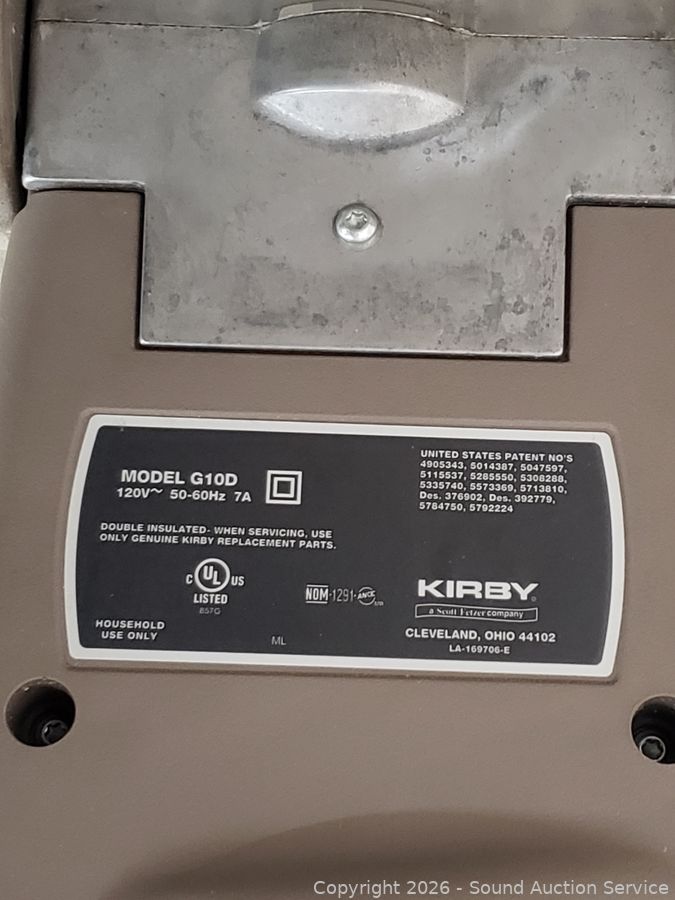 MODEL G10D
120V~ 50-60Hz 7A
DOUBLE INSULATED- WHEN SERVICING, USE
ONLY GENUINE KIRBY REPLACEMENT PARTS.
C UL US
LISTED
857G
HOUSEHOLD
USE ONLY
ML
NOM-1291-ANCE
UNITED STATES PATENT NO'S
4905343, 5014387, 5047597,
5115537, 5285550, 5308288,
5335740, 5573369, 5713810,
Des. 376902, Des. 392779,
5784750, 5792224
KIRBY
a Scott Fetzer company
CLEVELAND, OHIO 44102
LA-169706-E
Copyright 2026 - Sound Auction Service